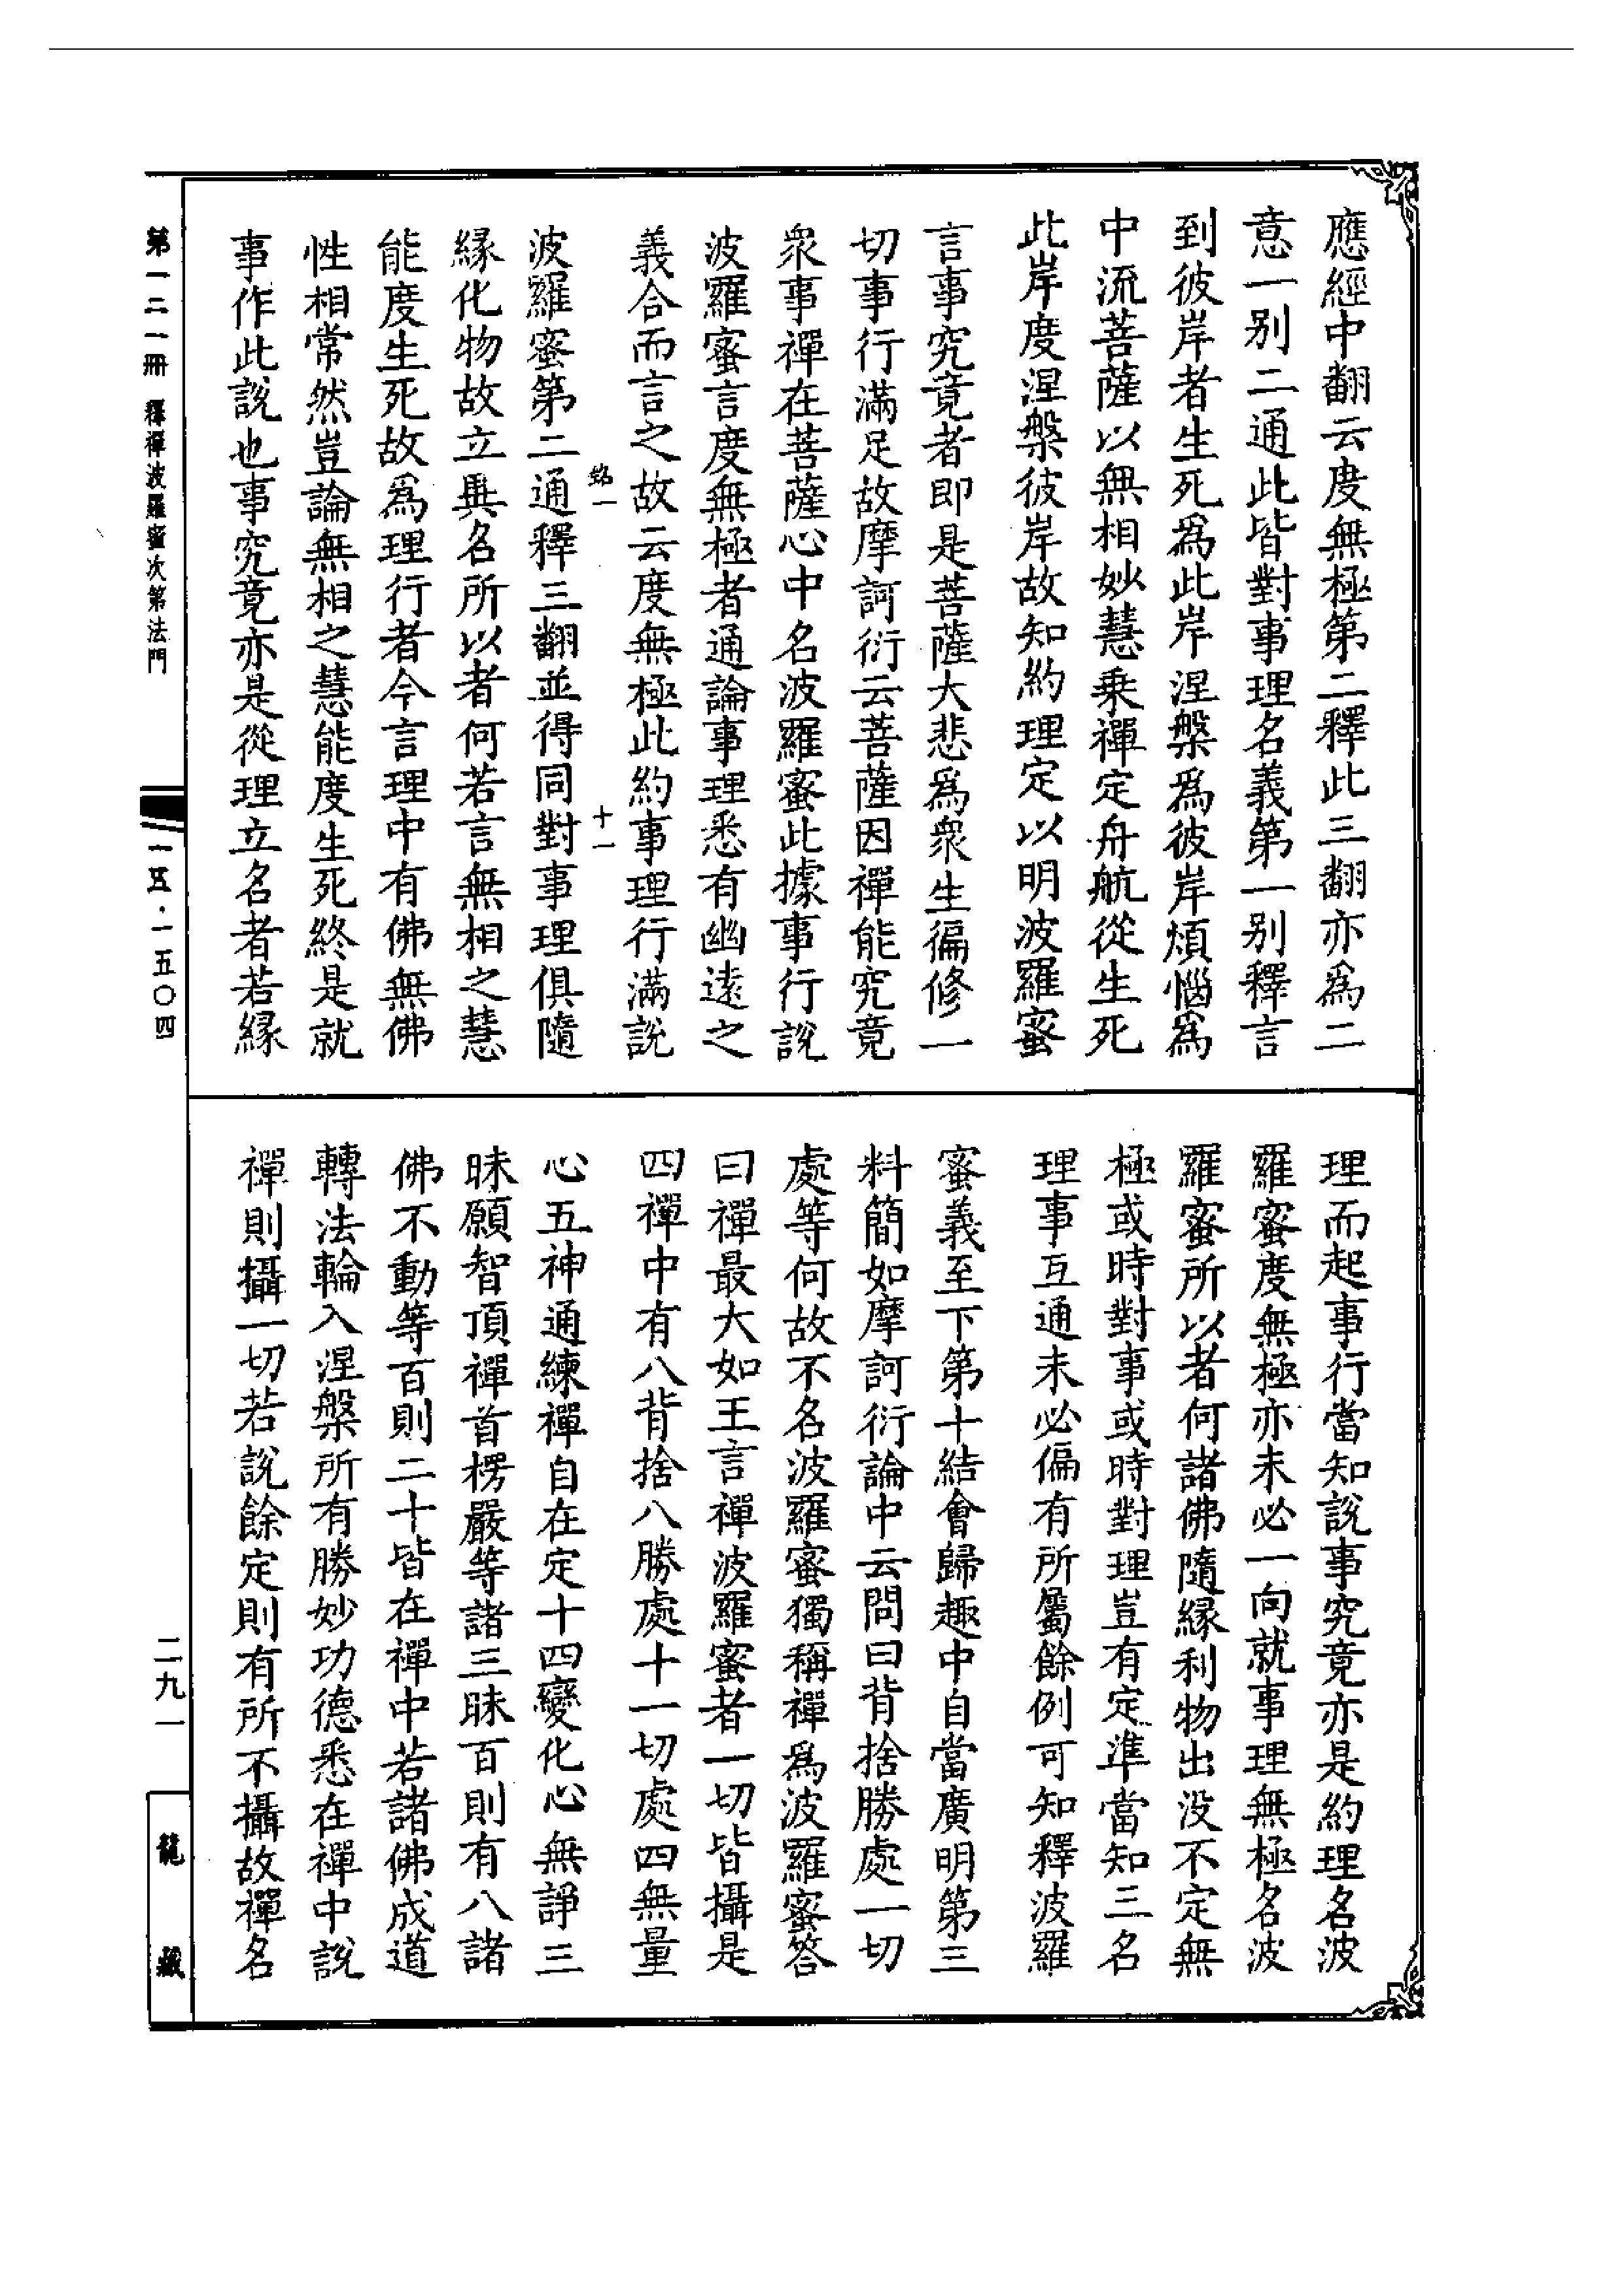 應經中翻云度無極第二釋此三翻亦爲二
意一别二通此皆對事理名義第一别釋言
到彼岸者生死爲此岸涅槃爲彼岸煩惱爲
中流菩薩以無相妙慧乗禪定舟航從生死
此岸度涅槃彼岸故知約理定以明波羅蜜
言事究竟者即是菩薩大悲爲衆生徧修一
切事行滿足故摩訶衍云菩薩因禪能究竟
衆事禪在菩薩心中名波羅蜜此據事行說
波羅蜜言度無極者通論事理悉有幽遠之
義合而言之故云度無極此約事理行滿說
十一
波羅蜜第二通釋三翻並得同對事理俱隨
緣化物故立異名所以者何若言無相之慧
能度生死故爲理行者今言理中有佛無佛
性相常然豈論無相之慧能度生死終是就
事作此說也事究竟亦是從理立名者若緣
理而起事行當知說事究竟亦是約理名波
羅蜜度無極亦未必一向就事理無極名波
羅蜜所以者何諸佛隨緣利物出没不定無
極或時對事或時對理豈有定準當知三名
理事互通未必偏有所屬餘例可知釋波羅
蜜義至下第十結會歸趣中自當廣明第三
料簡如摩訶衍論中云問曰背捨勝處一切
處等何故不名波羅蜜獨稱禪爲波羅蜜答
曰禪最大如王言禪波羅蜜者一切皆攝是
四禪中有八背捨八勝處十一切處四無量
心五神通練禪自在定十四變化心無諍三
昧願智頂禪首楞嚴等諸三昧百則有八諸
佛不動等百則二十皆在禪中若諸佛成道
轉法輪入涅槃所有勝妙功德悉在禪中說
禪則攝一切若說餘定則有所不攝故禪名
第一二一冊 釋禪波羅蜜次第法門
一五·一五〇四
二九一
龍藏